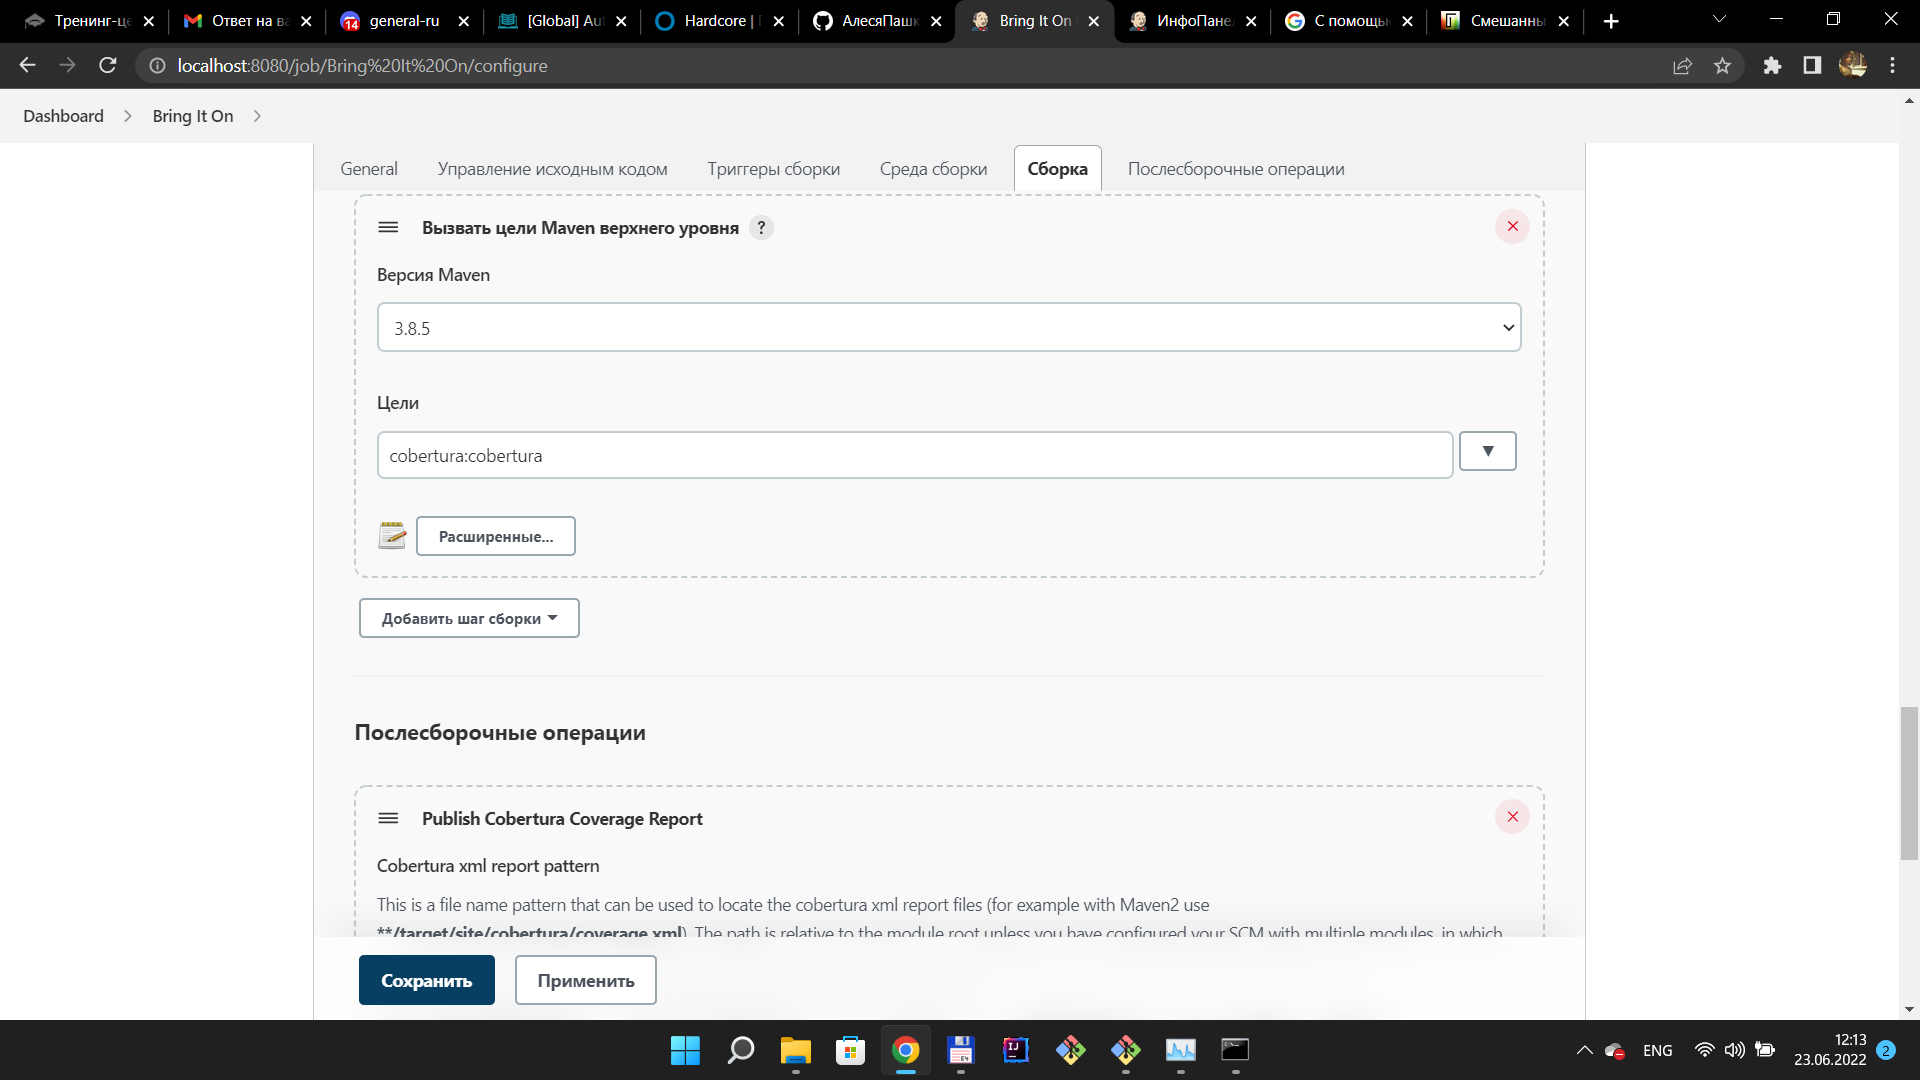 Тренинг-це
Ответ на ва
14
general-ru
[Global] Au
Hardcore | П
АлесяПашк
Bring It On
ИнфоПане
С помощь
Смешанны
localhost:8080/job/Bring%20It%20On/configure
Dashboard
Bring It On
General
Управление исходным кодом
Триггеры сборки
Среда сборки
Сборка
Послесборочные операции
Вызвать цели Maven верхнего уровня ?
Версия Maven
3.8.5
Цели
cobertura:cobertura
Расширенные...
Добавить шаг сборки
Послесборочные операции
Publish Cobertura Coverage Report
Cobertura xml report pattern
This is a file name pattern that can be used to locate the cobertura xml report files (for example with Maven2 use
**/target/site/cobertura/coverage.xml). The path is relative to the module root unless you have configured your SCM with multiple modules, in which
Сохранить
Применить
64
IJ
ENG
12:13
23.06.2022
2